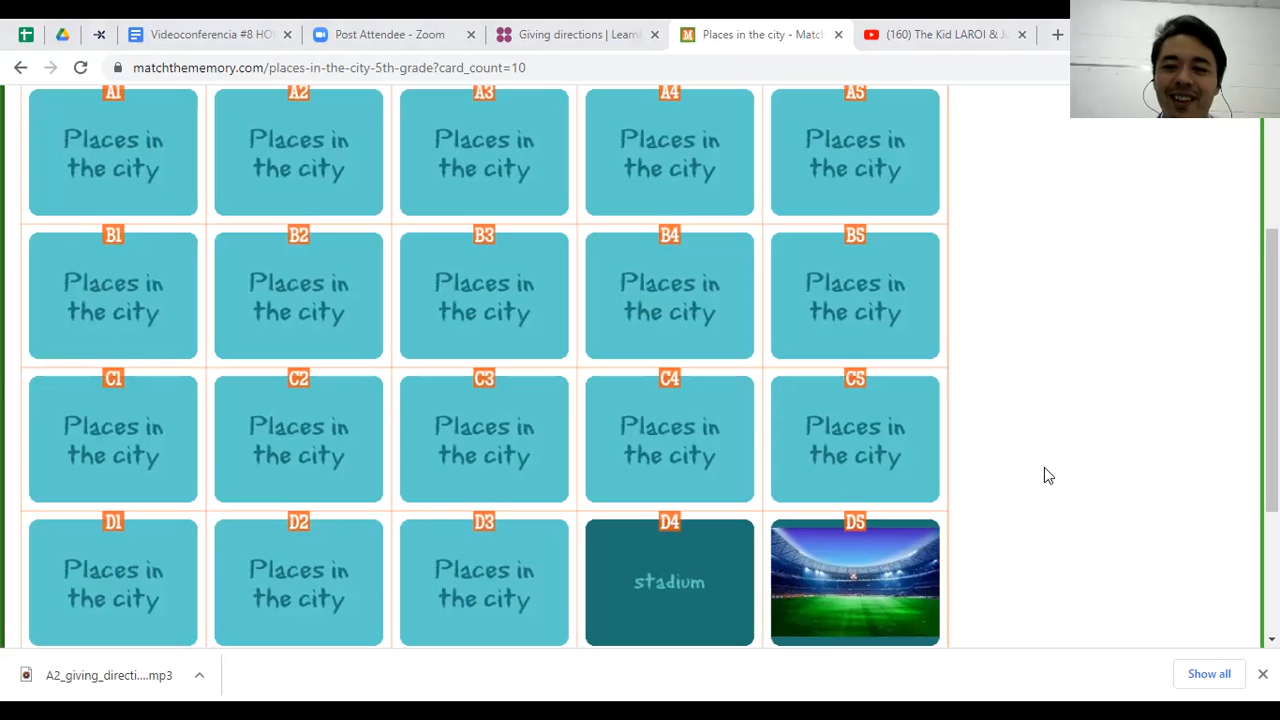 Videoconferencia #8 HO
Post Attendee - Zoom
Giving directions | Learn
M
Places in the city - Matc
(160) The Kid LAROI & J
matchthememory.com/places-in-the-city-5th-grade?card_count=10
A1 A2 A3 A4 A5
Places in Places in Places in Places in Places in
the city the city the city the city the city
B1 B2 B3 B4 B5
Places in Places in Places in Places in Places in
the city the city the city the city the city
C1 C2 C3 C4 C5
Places in Places in Places in Places in Places in
the city the city the city the city the city
D1 D2 D3 D4 D5
Places in Places in Places in
the city the city the city
stadium
A2_giving_directi....mp3
Show all